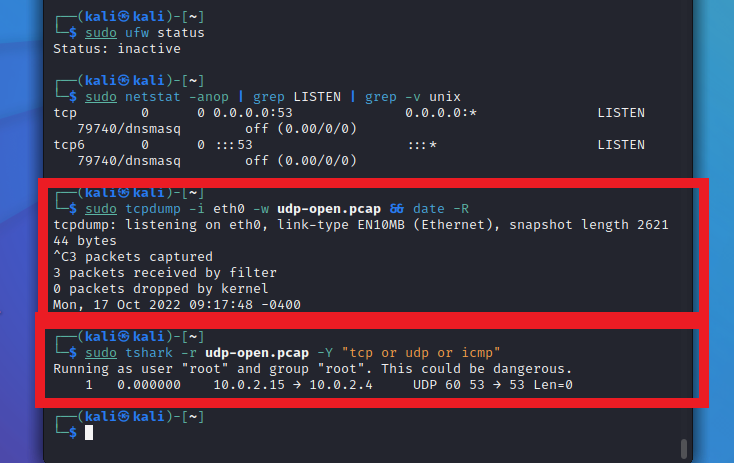 ┌──(kali㉿kali)-[~]
└─$ sudo ufw status
Status: inactive
┌──(kali㉿kali)-[~]
└─$ sudo netstat -anop | grep LISTEN | grep -v unix
tcp        0      0 0.0.0.0:53              0.0.0.0:*               LISTEN
   79740/dnsmasq        off (0.00/0/0)
tcp6       0      0 :::53                   :::*                    LISTEN
   79740/dnsmasq        off (0.00/0/0)
┌──(kali㉿kali)-[~]
└─$ sudo tcpdump -i eth0 -w udp-open.pcap && date -R
tcpdump: listening on eth0, link-type EN10MB (Ethernet), snapshot length 2621
44 bytes
^C3 packets captured
3 packets received by filter
0 packets dropped by kernel
Mon, 17 Oct 2022 09:17:48 -0400
┌──(kali㉿kali)-[~]
└─$ sudo tshark -r udp-open.pcap -Y "tcp or udp or icmp"
Running as user "root" and group "root". This could be dangerous.
    1   0.000000    10.0.2.15 → 10.0.2.4     UDP 60 53 → 53 Len=0
┌──(kali㉿kali)-[~]
└─$